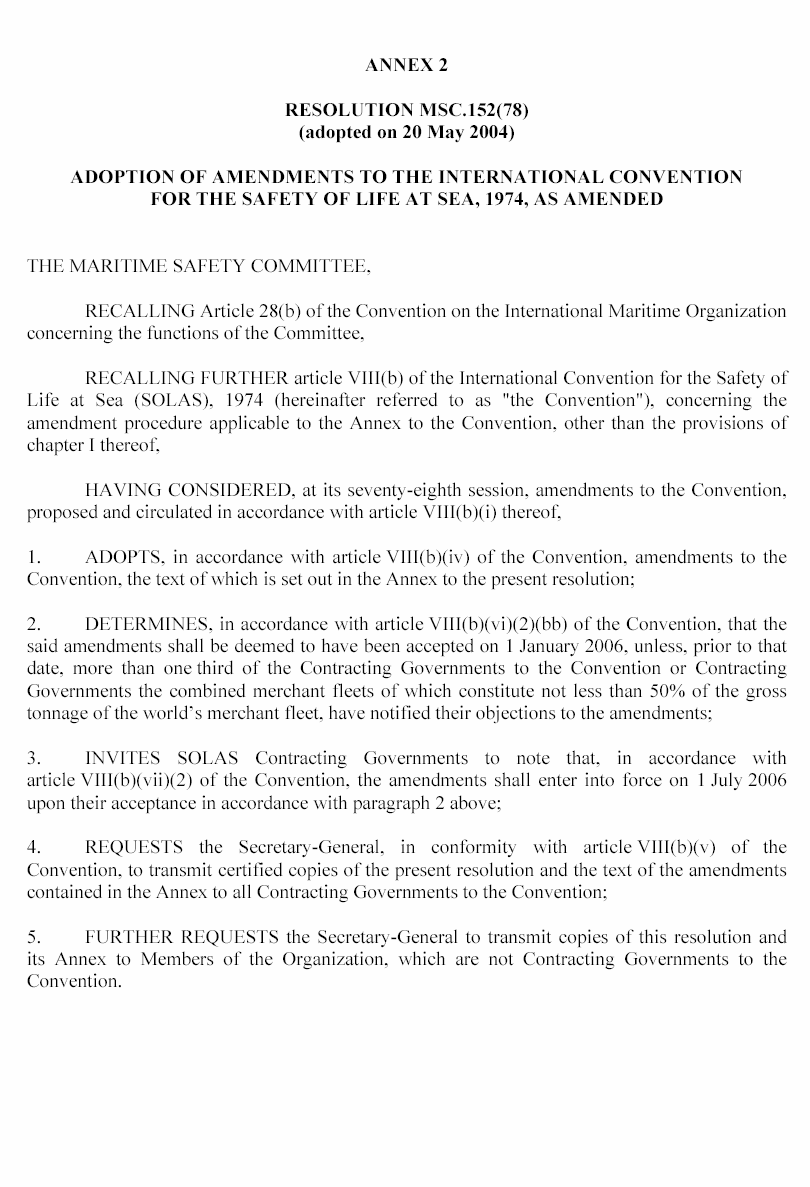 ANNEX 2
RESOLUTION MSC.152(78)
(adopted on 20 May 2004)
ADOPTION OF AMENDMENTS TO THE INTERNATIONAL CONVENTION
FOR THE SAFETY OF LIFE AT SEA, 1974, AS AMENDED
THE MARITIME SAFETY COMMITTEE,
RECALLING Article 28(b) of the Convention on the International Maritime Organization
concerning the functions of the Committee,
RECALLING FURTHER article VIII(b) of the International Convention for the Safety of
Life at Sea (SOLAS), 1974 (hereinafter referred to as "the Convention"), concerning the
amendment procedure applicable to the Annex to the Convention, other than the provisions of
chapter I thereof,
HAVING CONSIDERED, at its seventy-eighth session, amendments to the Convention,
proposed and circulated in accordance with article VIII(b)(i) thereof,
1. ADOPTS, in accordance with article VIII(b)(iv) of the Convention, amendments to the
Convention, the text of which is set out in the Annex to the present resolution;
2. DETERMINES, in accordance with article VIII(b)(vi)(2)(bb) of the Convention, that the
said amendments shall be deemed to have been accepted on 1 January 2006, unless, prior to that
date, more than one third of the Contracting Governments to the Convention or Contracting
Governments the combined merchant fleets of which constitute not less than 50% of the gross
tonnage of the world’s merchant fleet, have notified their objections to the amendments;
3. INVITES SOLAS Contracting Governments to note that, in accordance with
article VIII(b)(vii)(2) of the Convention, the amendments shall enter into force on 1 July 2006
upon their acceptance in accordance with paragraph 2 above;
4. REQUESTS the Secretary-General, in conformity with article VIII(b)(v) of the
Convention, to transmit certified copies of the present resolution and the text of the amendments
contained in the Annex to all Contracting Governments to the Convention;
5. FURTHER REQUESTS the Secretary-General to transmit copies of this resolution and
its Annex to Members of the Organization, which are not Contracting Governments to the
Convention.